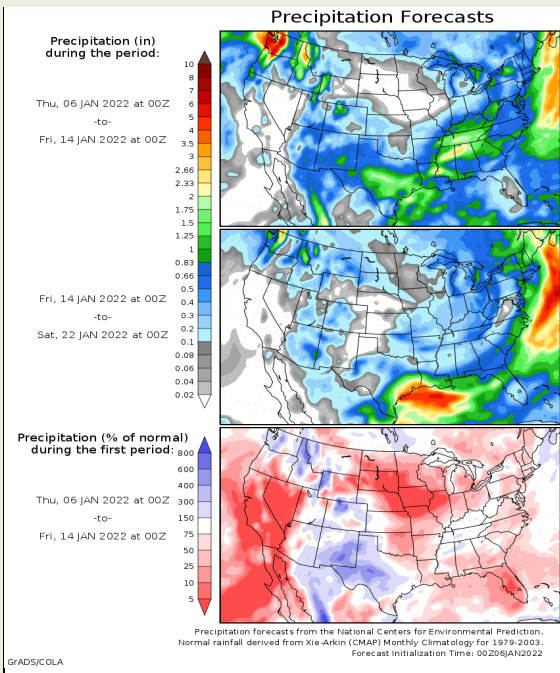 Precipitation Forecasts
Precipitation (in)
during the period:
Thu, 06 JAN 2022 at 00Z
-to-
Fri, 14 JAN 2022 at 00Z
10
8
7
6
5
4
3.5
3
2.66
2.33
2
1.75
1.5
1.25
1
0.83
0.66
0.5
0.4
0.3
0.2
0.1
0.08
0.06
0.04
0.02
Fri, 14 JAN 2022 at 00Z
-to-
Sat, 22 JAN 2022 at 00Z
Precipitation (% of normal)
during the first period:
Thu, 06 JAN 2022 at 00Z
-to-
Fri, 14 JAN 2022 at 00Z
800
600
400
300
150
75
50
25
10
5
Precipitation forecasts from the National Centers for Environmental Prediction.
Normal rainfall derived from Xie-Arkin (CMAP) Monthly Climatology for 1979-2003.
Forecast Initialization Time: 00Z06JAN2022
GrADS/COLA